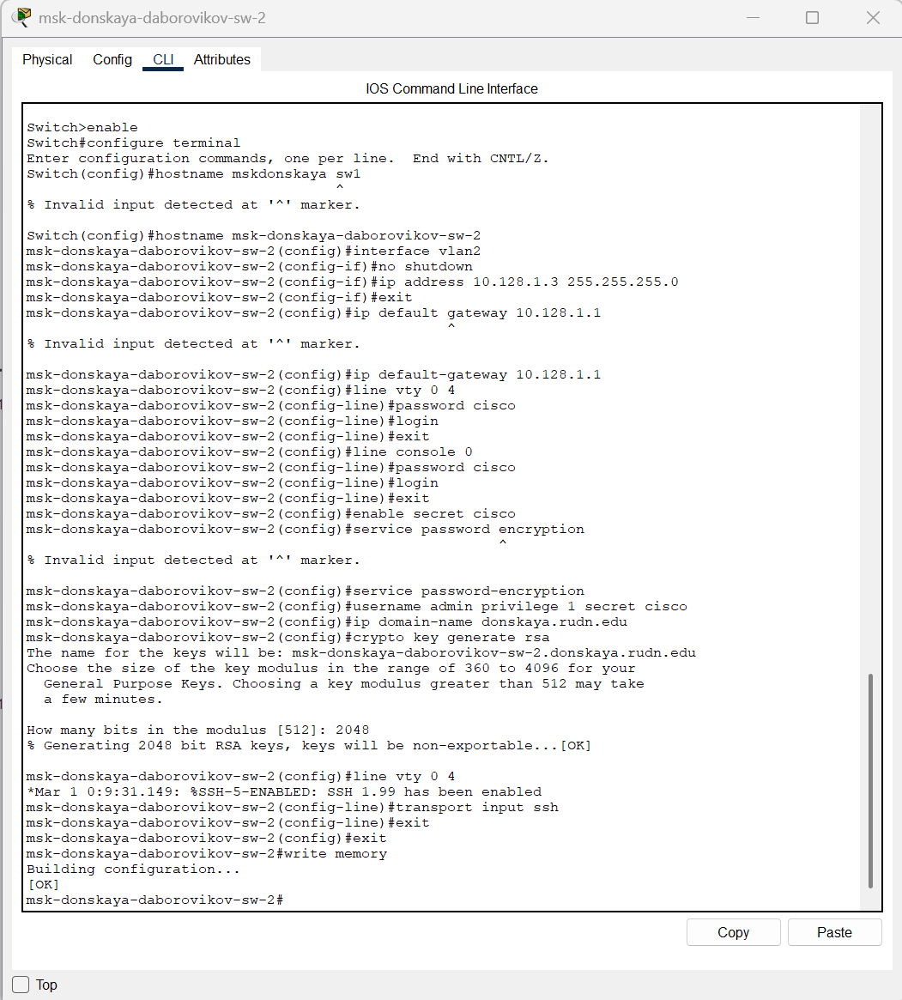 msk-donskaya-daborovikov-sw-2
Physical Config CLI Attributes
IOS Command Line Interface
Switch>enable
Switch#configure terminal
Enter configuration commands, one per line.  End with CNTL/Z.
Switch(config)#hostname mskdonskaya sw1
^
% Invalid input detected at '^' marker.
Switch(config)#hostname msk-donskaya-daborovikov-sw-2
msk-donskaya-daborovikov-sw-2(config)#interface vlan2
msk-donskaya-daborovikov-sw-2(config-if)#no shutdown
msk-donskaya-daborovikov-sw-2(config-if)#ip address 10.128.1.3 255.255.255.0
msk-donskaya-daborovikov-sw-2(config-if)#exit
msk-donskaya-daborovikov-sw-2(config)#ip default gateway 10.128.1.1
^
% Invalid input detected at '^' marker.
msk-donskaya-daborovikov-sw-2(config)#ip default-gateway 10.128.1.1
msk-donskaya-daborovikov-sw-2(config)#line vty 0 4
msk-donskaya-daborovikov-sw-2(config-line)#password cisco
msk-donskaya-daborovikov-sw-2(config-line)#login
msk-donskaya-daborovikov-sw-2(config-line)#exit
msk-donskaya-daborovikov-sw-2(config)#line console 0
msk-donskaya-daborovikov-sw-2(config-line)#password cisco
msk-donskaya-daborovikov-sw-2(config-line)#login
msk-donskaya-daborovikov-sw-2(config-line)#exit
msk-donskaya-daborovikov-sw-2(config)#enable secret cisco
msk-donskaya-daborovikov-sw-2(config)#service password encryption
^
% Invalid input detected at '^' marker.
msk-donskaya-daborovikov-sw-2(config)#service password-encryption
msk-donskaya-daborovikov-sw-2(config)#username admin privilege 1 secret cisco
msk-donskaya-daborovikov-sw-2(config)#ip domain-name donskaya.rudn.edu
msk-donskaya-daborovikov-sw-2(config)#crypto key generate rsa
The name for the keys will be: msk-donskaya-daborovikov-sw-2.donskaya.rudn.edu
Choose the size of the key modulus in the range of 360 to 4096 for your
General Purpose Keys. Choosing a key modulus greater than 512 may take
a few minutes.
How many bits in the modulus [512]: 2048
% Generating 2048 bit RSA keys, keys will be non-exportable...[OK]
msk-donskaya-daborovikov-sw-2(config)#line vty 0 4
*Mar 1 0:9:31.149: %SSH-5-ENABLED: SSH 1.99 has been enabled
msk-donskaya-daborovikov-sw-2(config-line)#transport input ssh
msk-donskaya-daborovikov-sw-2(config-line)#exit
msk-donskaya-daborovikov-sw-2(config)#exit
msk-donskaya-daborovikov-sw-2#write memory
Building configuration...
[OK]
msk-donskaya-daborovikov-sw-2#
Copy Paste
Top